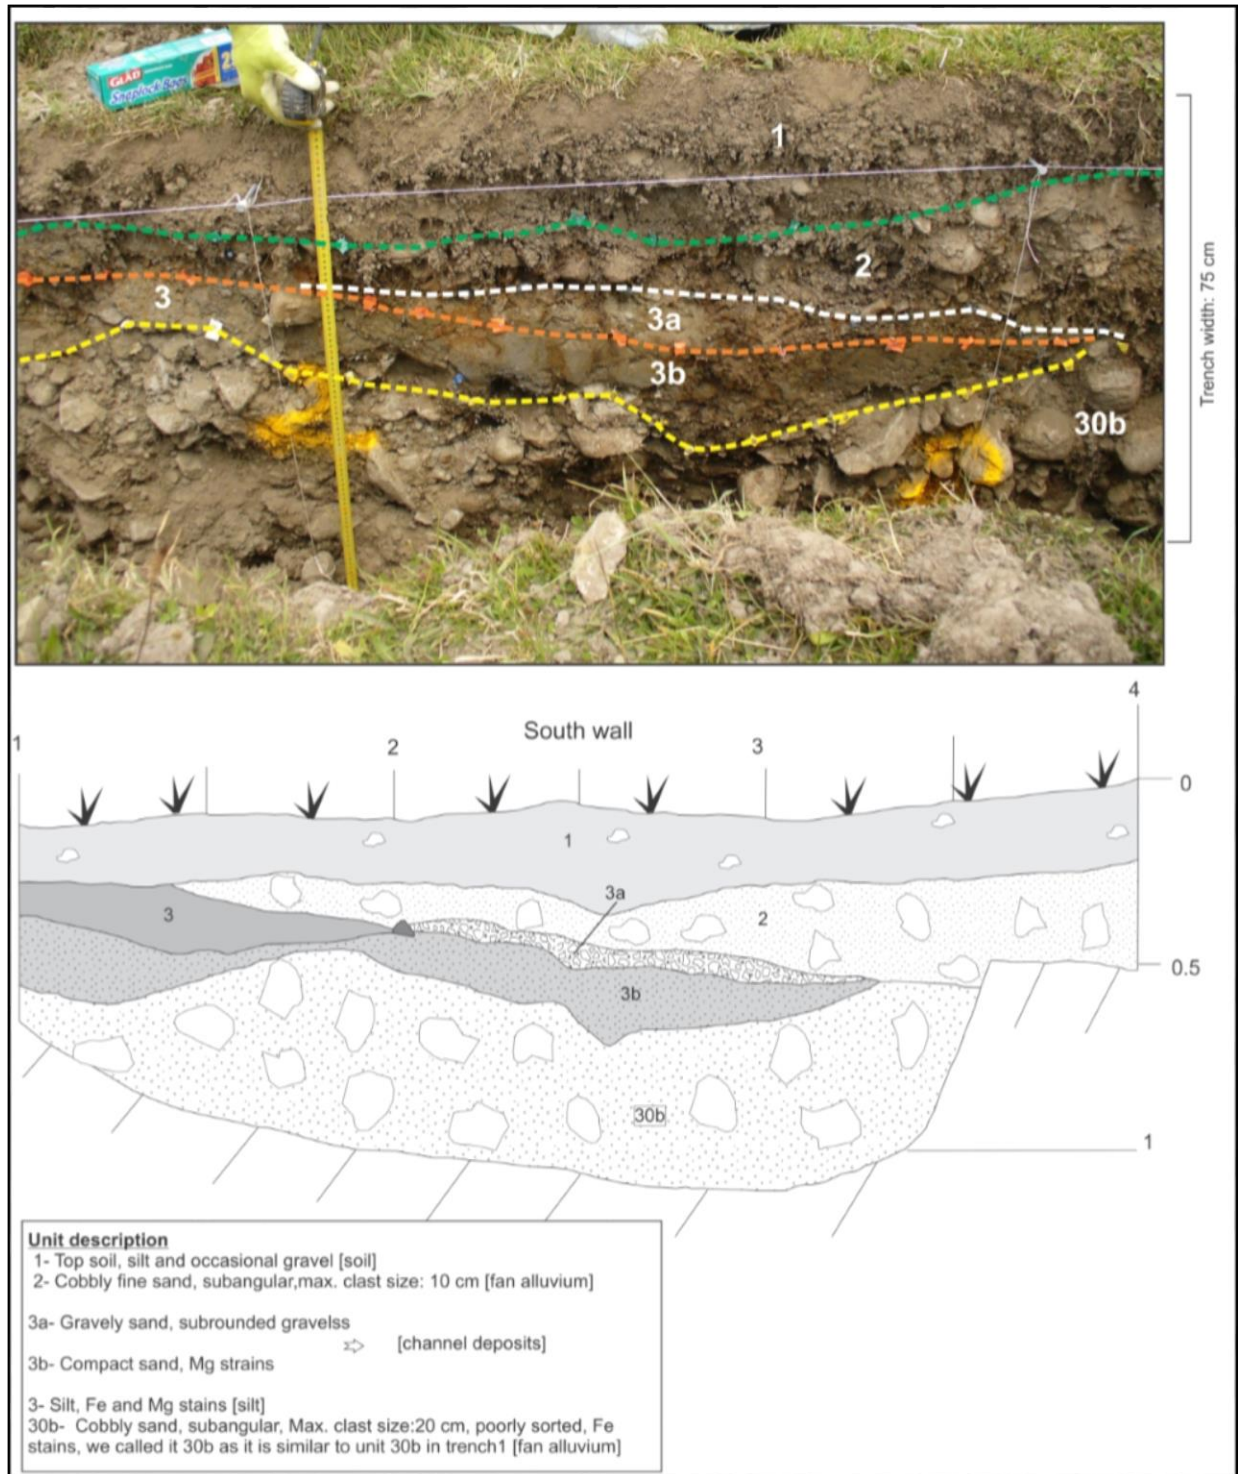 GLAD
Snaplock Bags
1
2
3
3a
3b
30b
Trench width: 75 cm
4
South wall
1
2
3
0
1
3a
3
2
0.5
3b
30b
1
Unit description
1- Top soil, silt and occasional gravel [soil]
2- Cobbly fine sand, subangular,max. clast size: 10 cm [fan alluvium]
3a- Gravely sand, subrounded gravelss
[channel deposits]
3b- Compact sand, Mg strains
3- Silt, Fe and Mg stains [silt]
30b- Cobbly sand, subangular, Max. clast size:20 cm, poorly sorted, Fe
stains, we called it 30b as it is similar to unit 30b in trench1 [fan alluvium]